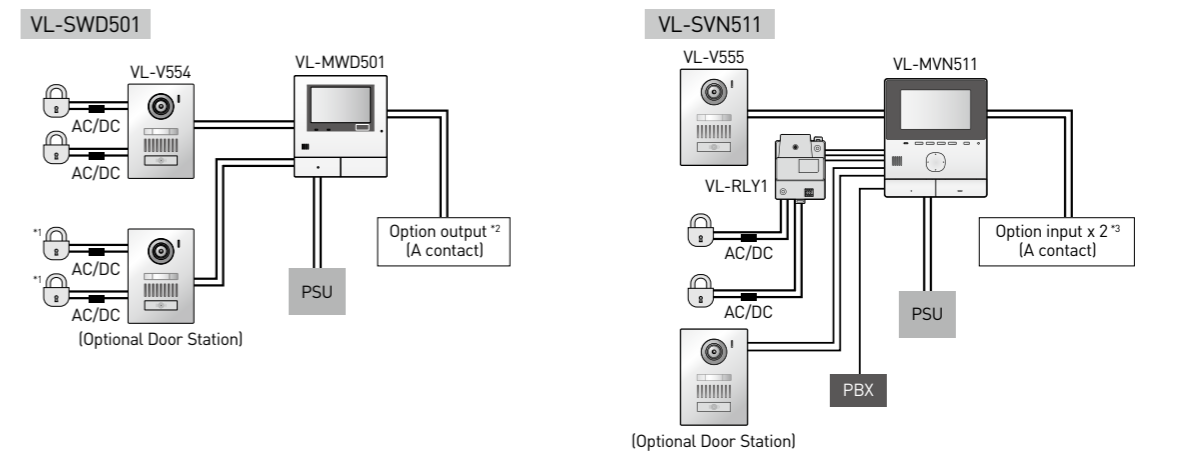 VL-SWD501
VL-V554
VL-MWD501
AC/DC
AC/DC
*1
AC/DC
*1
AC/DC
(Optional Door Station)
PSU
Option output *2
(A contact)
VL-SVN511
VL-V555
VL-MVN511
VL-RLY1
AC/DC
AC/DC
(Optional Door Station)
PBX
PSU
Option input x 2 *3
(A contact)